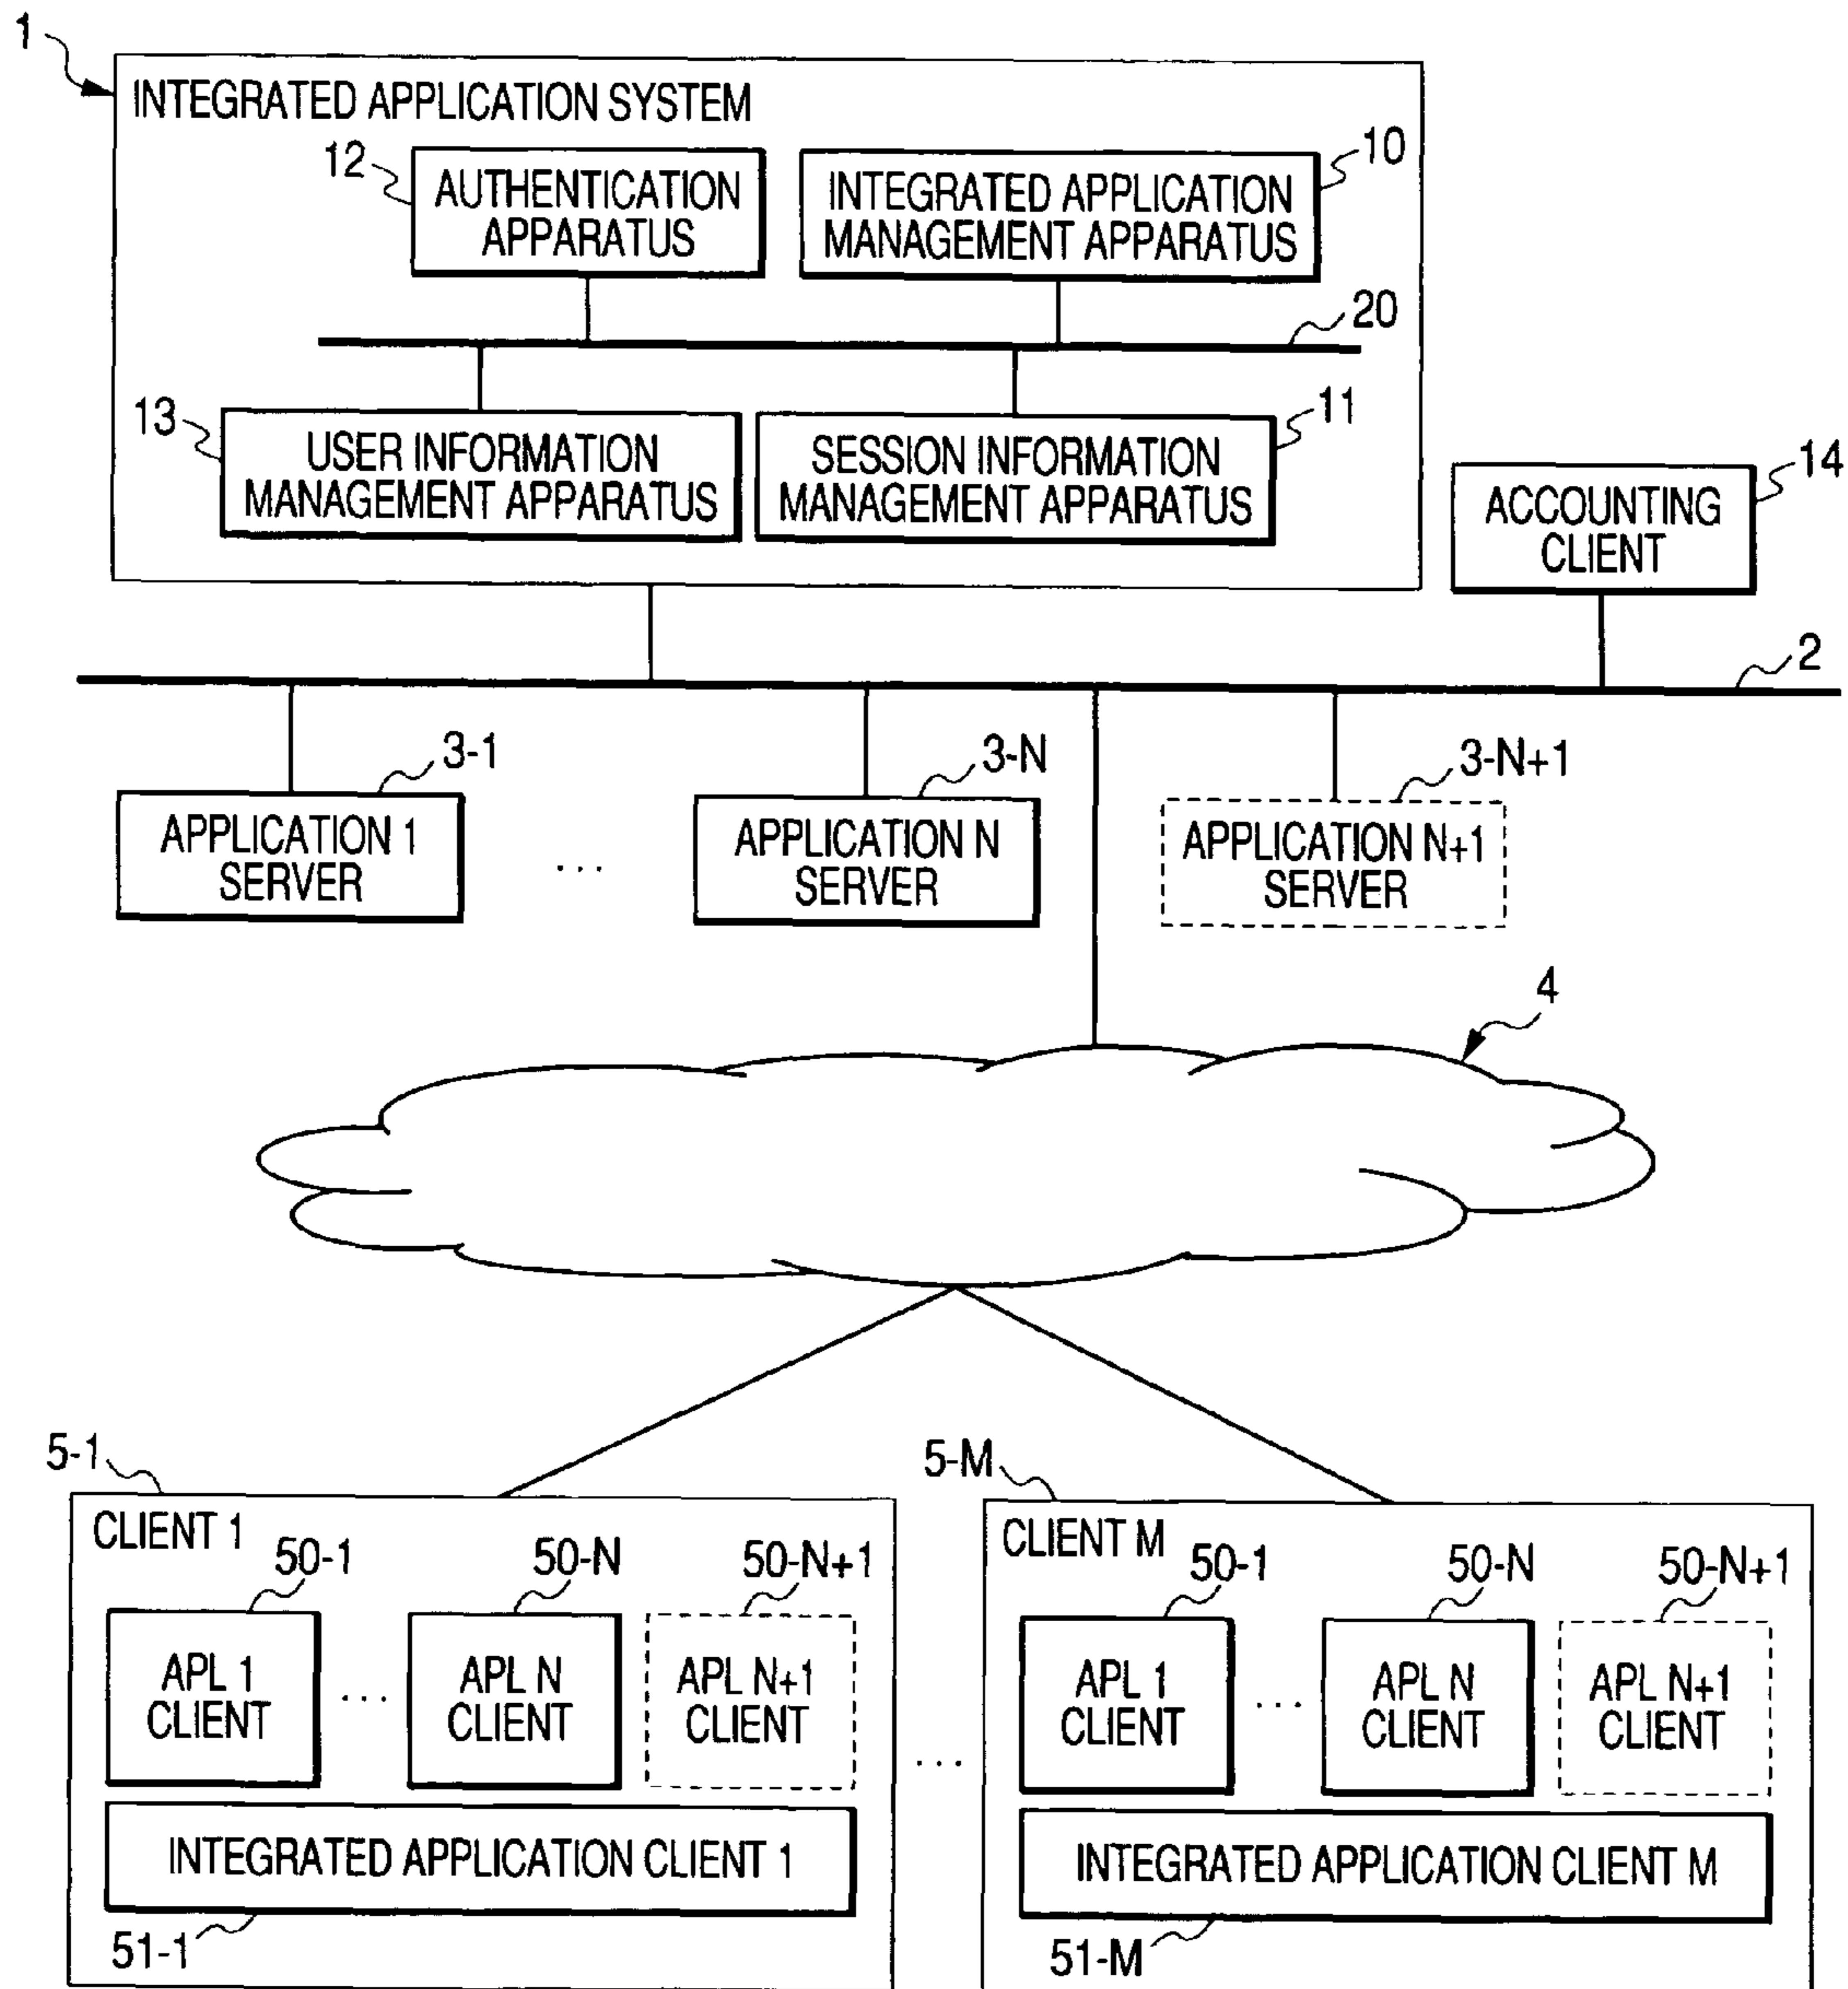 1
INTEGRATED APPLICATION SYSTEM
12
AUTHENTICATION
APPARATUS
10
INTEGRATED APPLICATION
MANAGEMENT APPARATUS
20
13
USER INFORMATION
MANAGEMENT APPARATUS
11
SESSION INFORMATION
MANAGEMENT APPARATUS
14
ACCOUNTING
CLIENT
2
3-1
APPLICATION 1
SERVER
...
3-N
APPLICATION N
SERVER
3-N+1
APPLICATION N+1
SERVER
4
5-1
CLIENT 1
50-1
APL 1
CLIENT
...
50-N
APL N
CLIENT
50-N+1
APL N+1
CLIENT
INTEGRATED APPLICATION CLIENT 1
51-1
...
5-M
CLIENT M
50-1
APL 1
CLIENT
...
50-N
APL N
CLIENT
50-N+1
APL N+1
CLIENT
INTEGRATED APPLICATION CLIENT M
51-M